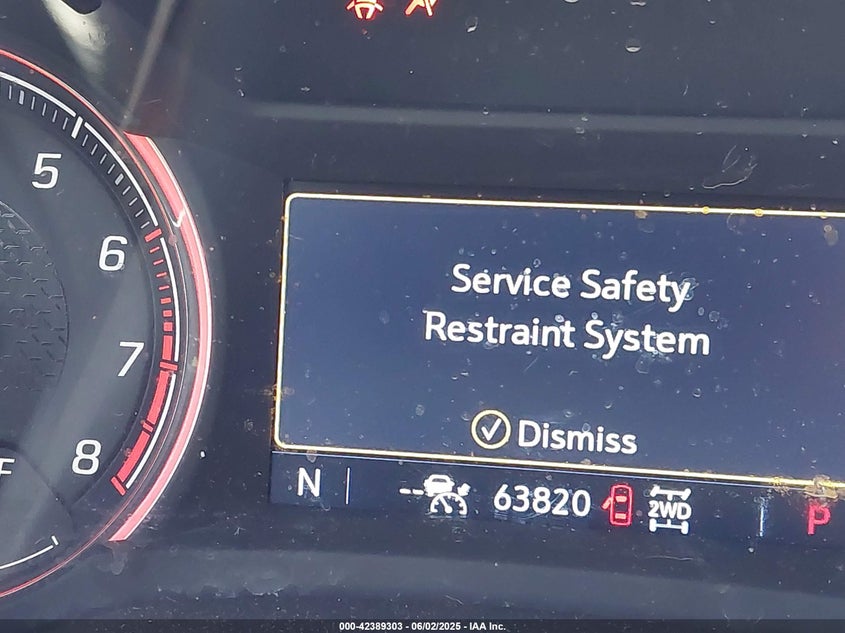 5
6
7
8
F
Service Safety
Restraint System
Dismiss
N
63820
2WD
P
000-42389303 - 06/02/2025 - IAA Inc.